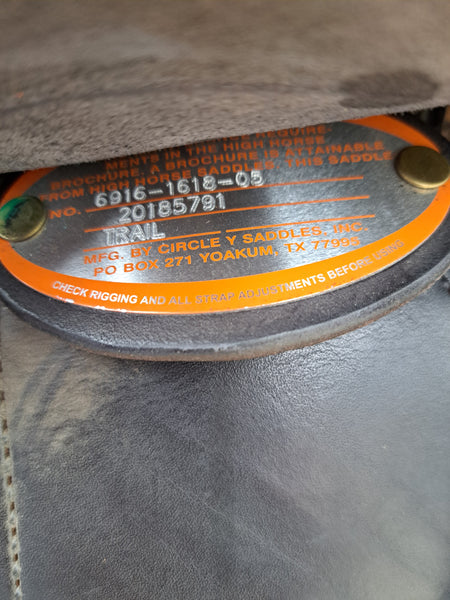 REQUIRE-
MENTS IN THE HIGH HORSE
BROCHURE, A BROCHURE IS ATTAINABLE
FROM HIGH HORSE SADDLES. THIS SADDLE
6916-1618-05
NO. 20185791
TRAIL
MFG. BY CIRCLE Y SADDLES, INC.
PO BOX 271 YOAKUM, TX 77995
CHECK RIGGING AND ALL STRAP ADJUSTMENTS BEFORE USING